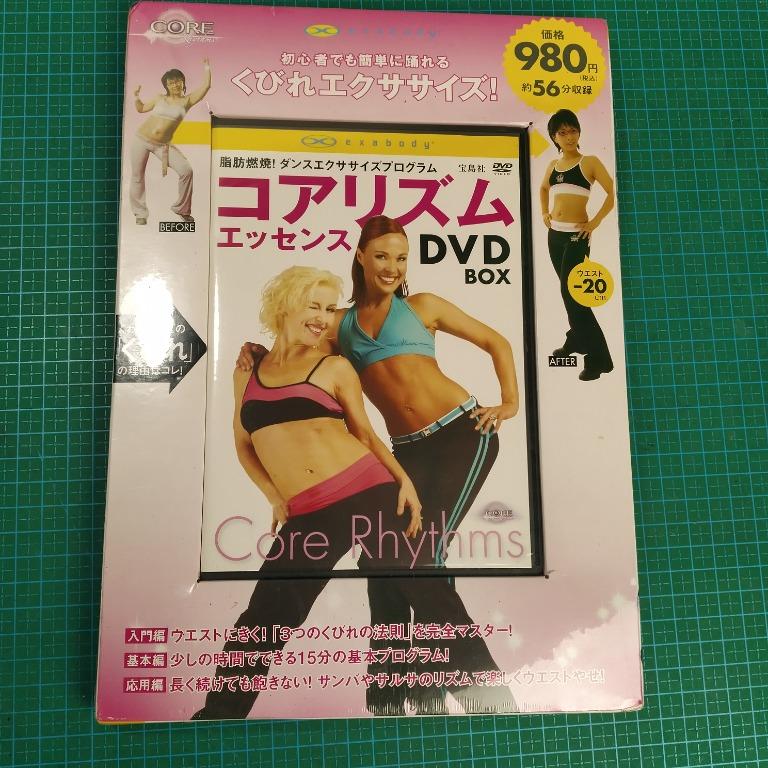 CORE
exabody
初心者でも簡単に踊れる
くびれエクササイズ!
価格
980円
(税込)
約56分収録
BEFORE
exabody
脂肪燃焼!ダンスエクササイズプログラム
宝島社
DVD
VIDEO
コアリズム
エッセンス
DVD
BOX
ウエスト
-20
cm
AFTER
の
れ」
の理由はコレ!
CORE
Core Rhythms
入門編 ウエストにきく!「3つのくびれの法則」を完全マスター!
基本編 少しの時間でできる15分の基本プログラム!
応用編 長く続けても飽きない!サンバやサルサのリズムで楽しくウエストやせ!